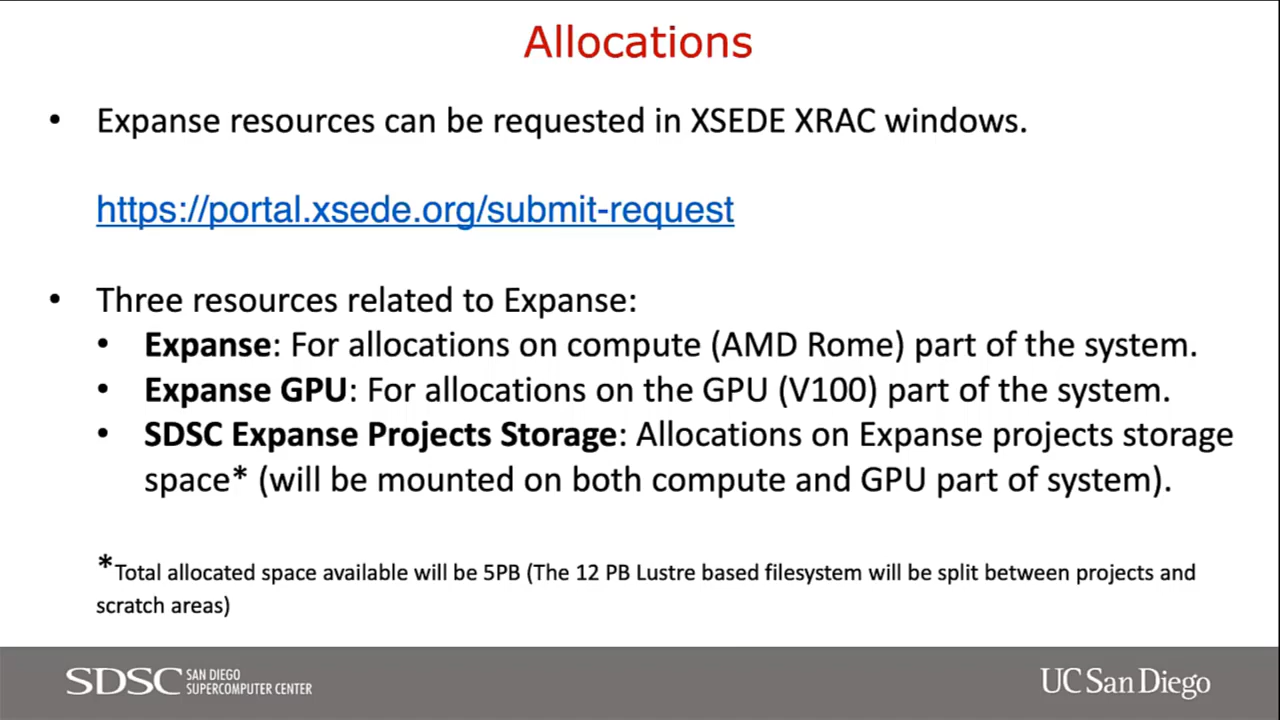 Allocations
• Expanse resources can be requested in XSEDE XRAC windows.
https://portal.xsede.org/submit-request
• Three resources related to Expanse:
• Expanse: For allocations on compute (AMD Rome) part of the system.
• Expanse GPU: For allocations on the GPU (V100) part of the system.
• SDSC Expanse Projects Storage: Allocations on Expanse projects storage
space* (will be mounted on both compute and GPU part of system).
*Total allocated space available will be 5PB (The 12 PB Lustre based filesystem will be split between projects and
scratch areas)
SDSC SAN DIEGO
SUPERCOMPUTER CENTER
UC San Diego